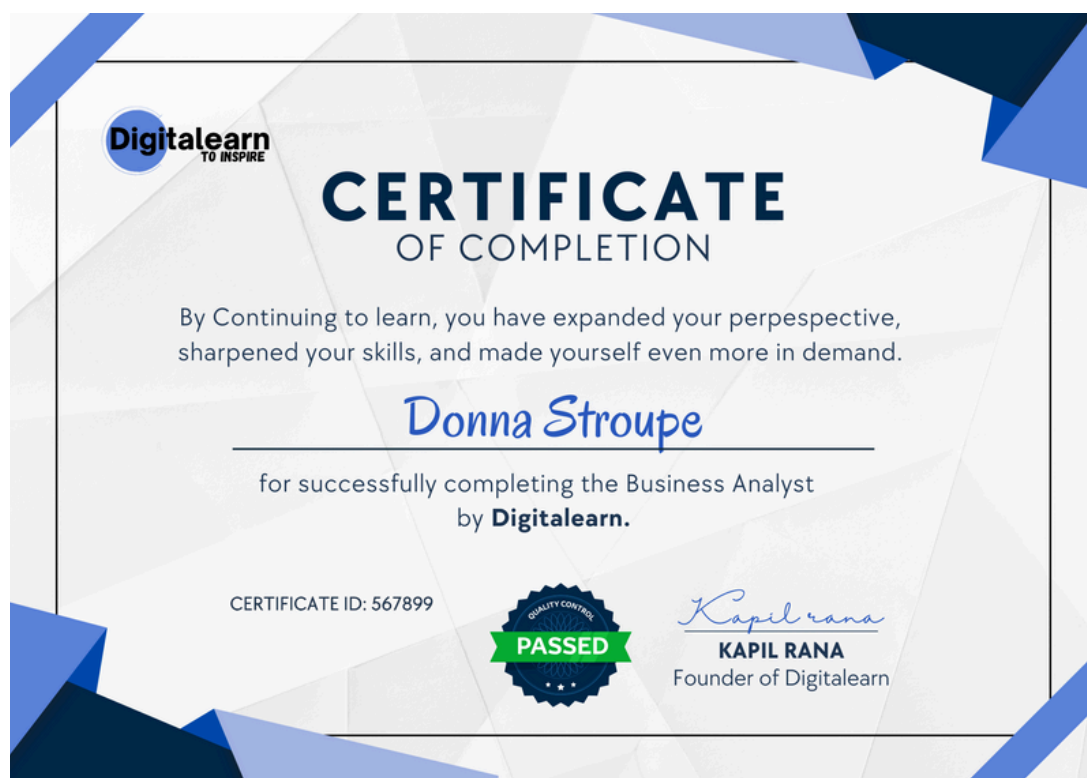 Digitalearn
TO INSPIRE
CERTIFICATE
OF COMPLETION
By Continuing to learn, you have expanded your perpespective,
sharpened your skills, and made yourself even more in demand.
Donna Stroupe
for successfully completing the Business Analyst
by Digitalearn.
CERTIFICATE ID: 567899
QUALITY CONTROL
PASSED
Kapil rana
KAPIL RANA
Founder of Digitalearn